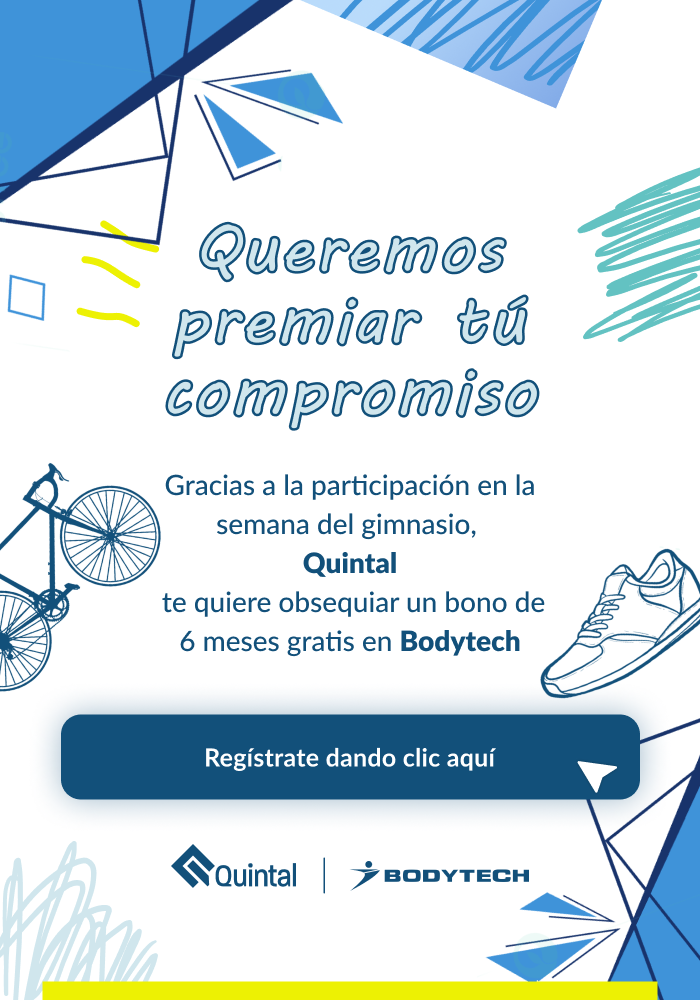 Queremos
premiar tú
compromiso
Gracias a la participación en la
semana del gimnasio,
Quintal
te quiere obsequiar un bono de
6 meses gratis en Bodytech
Regístrate dando clic aquí
Quintal | BODYTECH